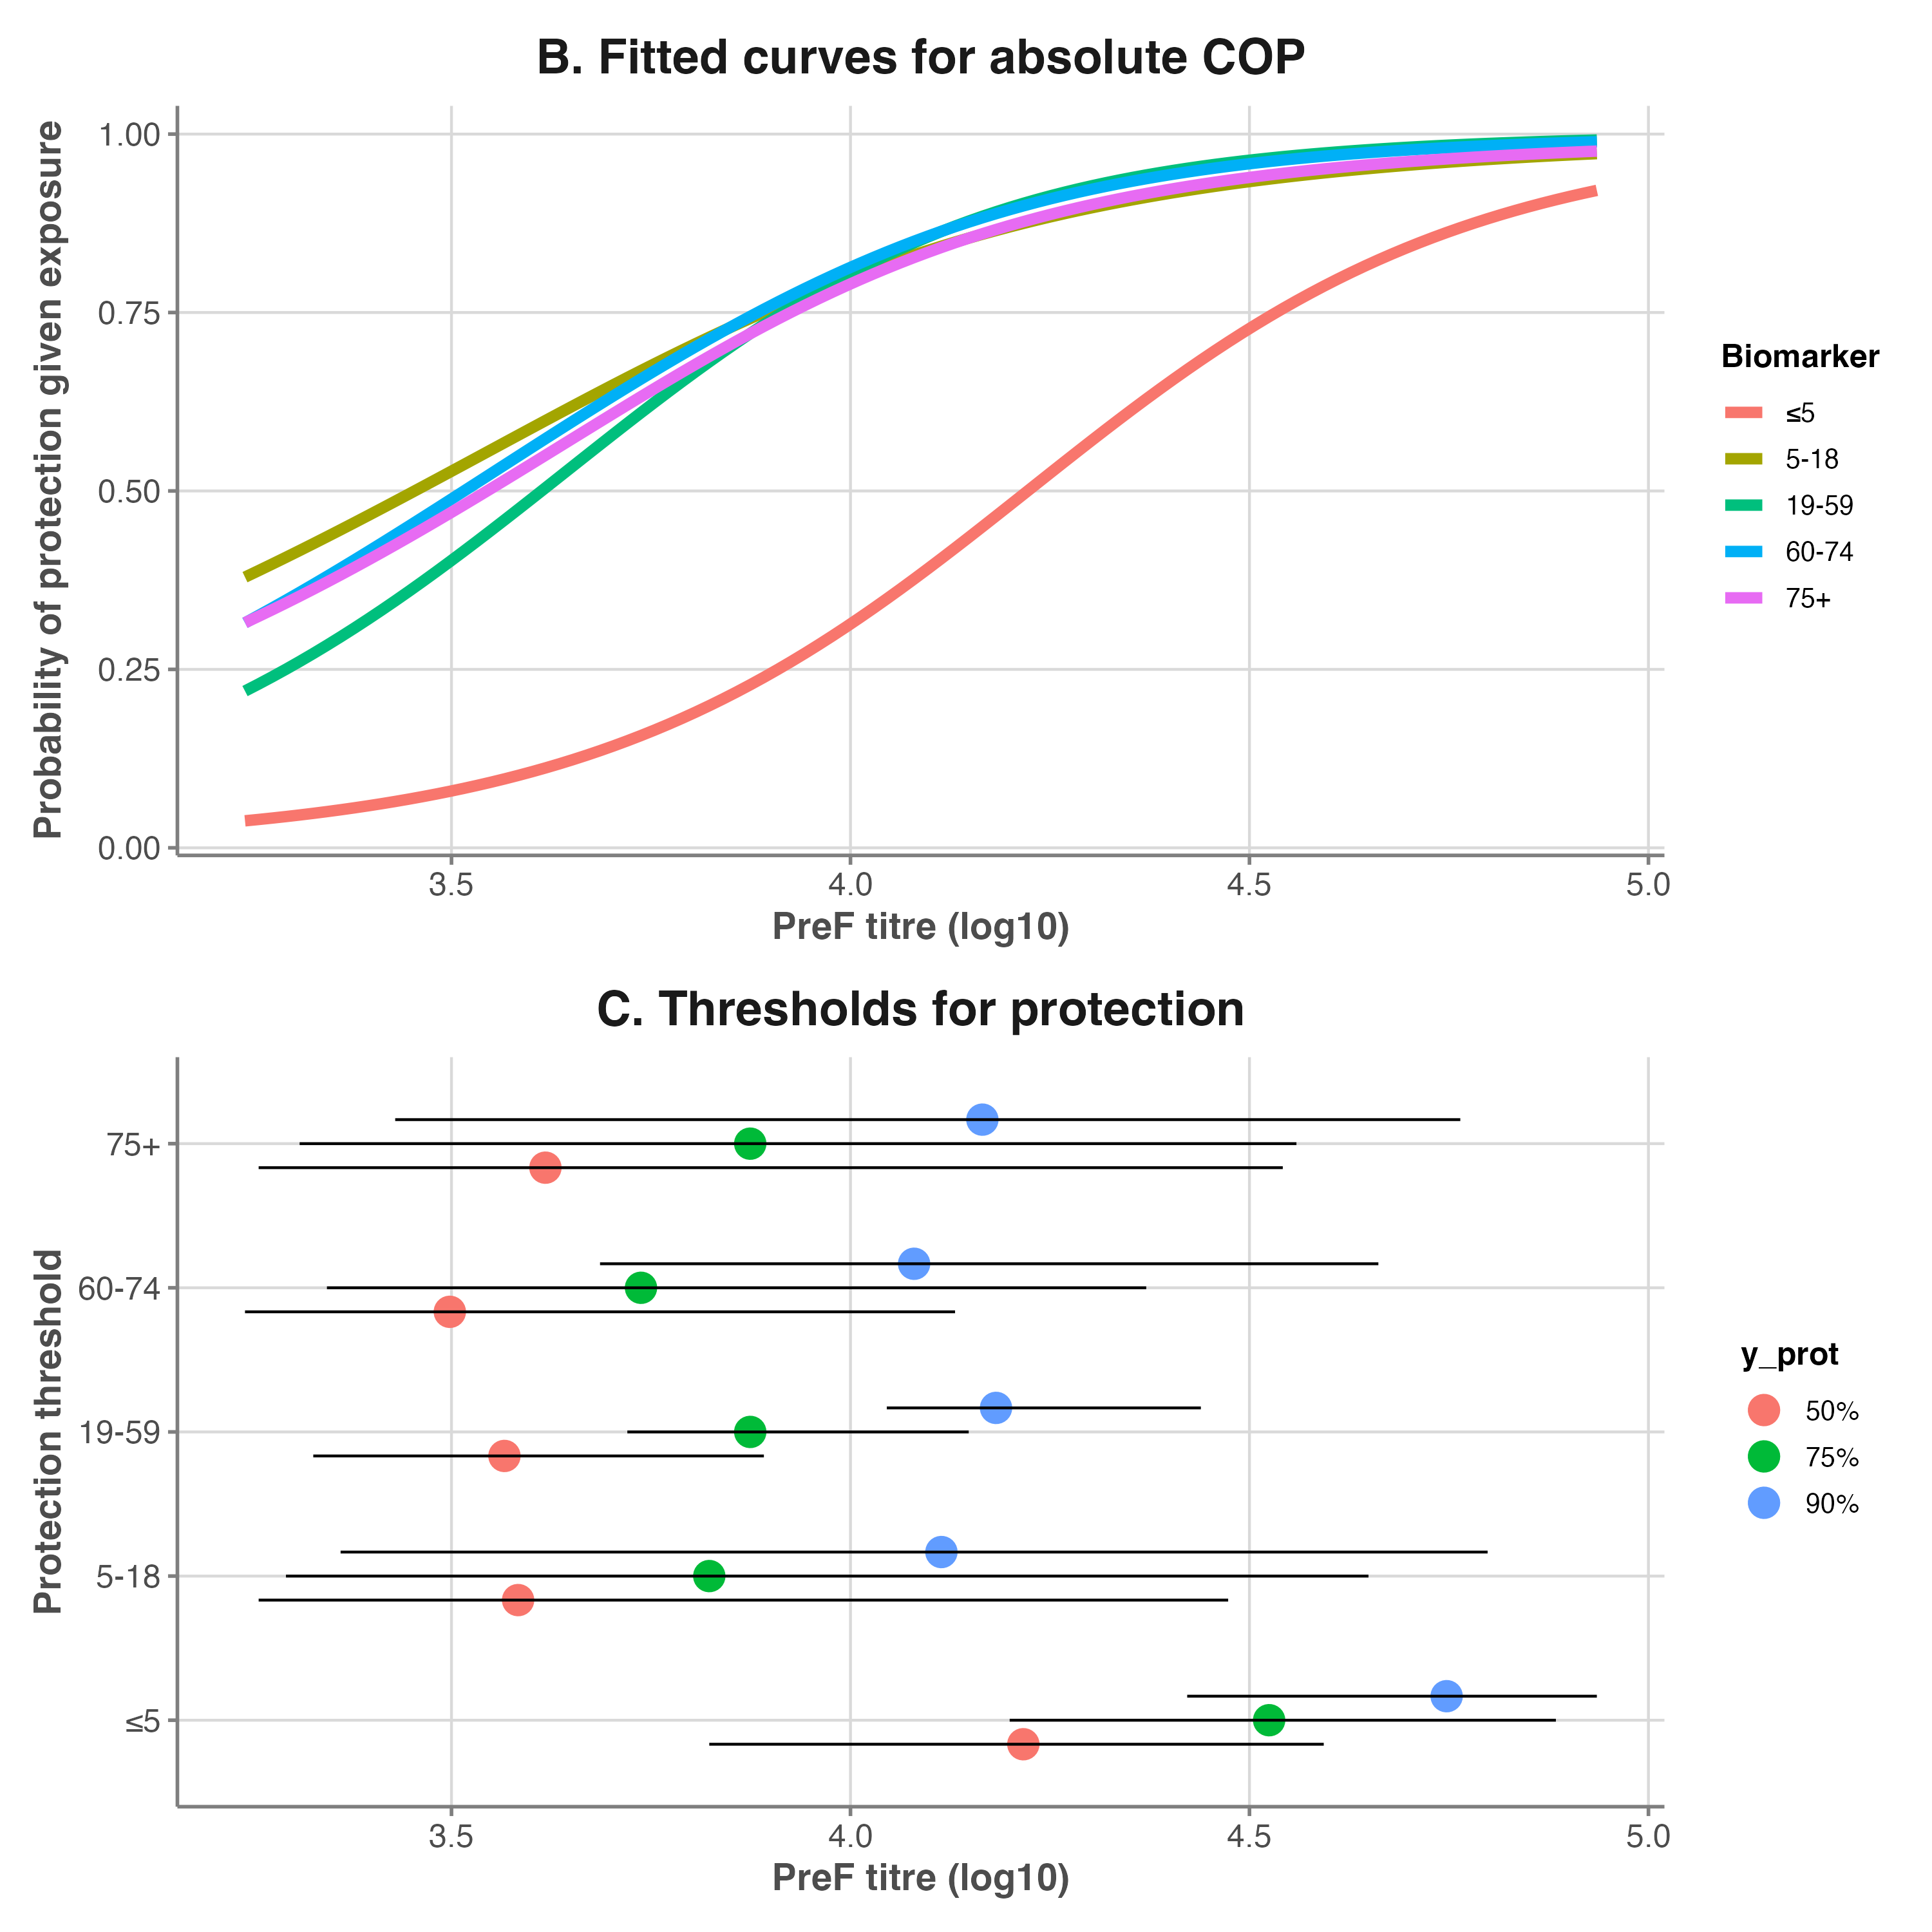 B. Fitted curves for absolute COP
Probability of protection given exposure
1.00
0.75
0.50
0.25
0.00
3.5 4.0 4.5 5.0
PreF titre (log10)
Biomarker
≤5
5-18
19-59
60-74
75+
C. Thresholds for protection
Protection threshold
75+
60-74
19-59
5-18
≤5
3.5 4.0 4.5 5.0
PreF titre (log10)
y_prot
50%
75%
90%